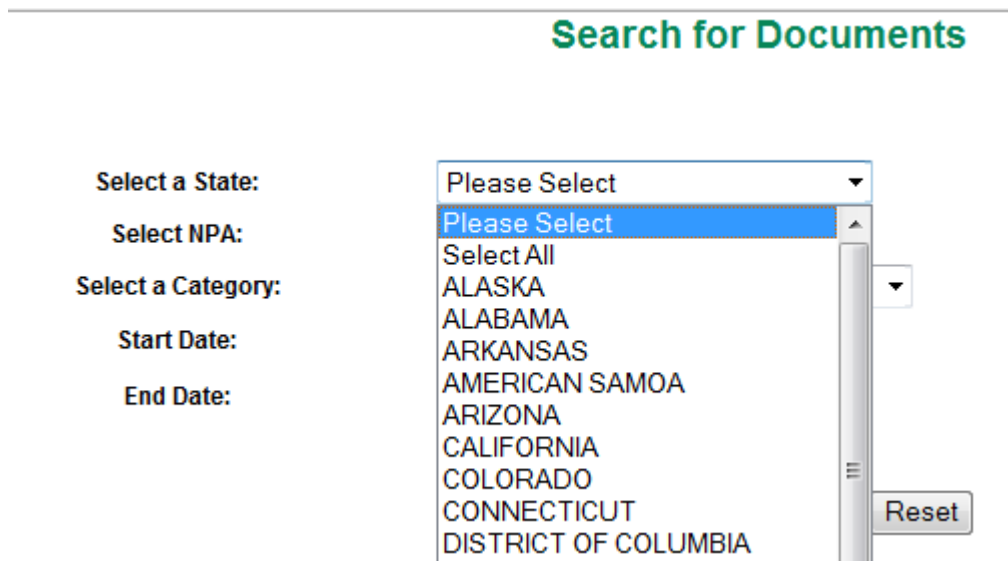 Search for Documents
Select a State:
Please Select
Please Select
Select All
ALASKA
ALABAMA
ARKANSAS
AMERICAN SAMOA
ARIZONA
CALIFORNIA
COLORADO
CONNECTICUT
DISTRICT OF COLUMBIA
Select NPA:
Select a Category:
Start Date:
End Date:
Reset